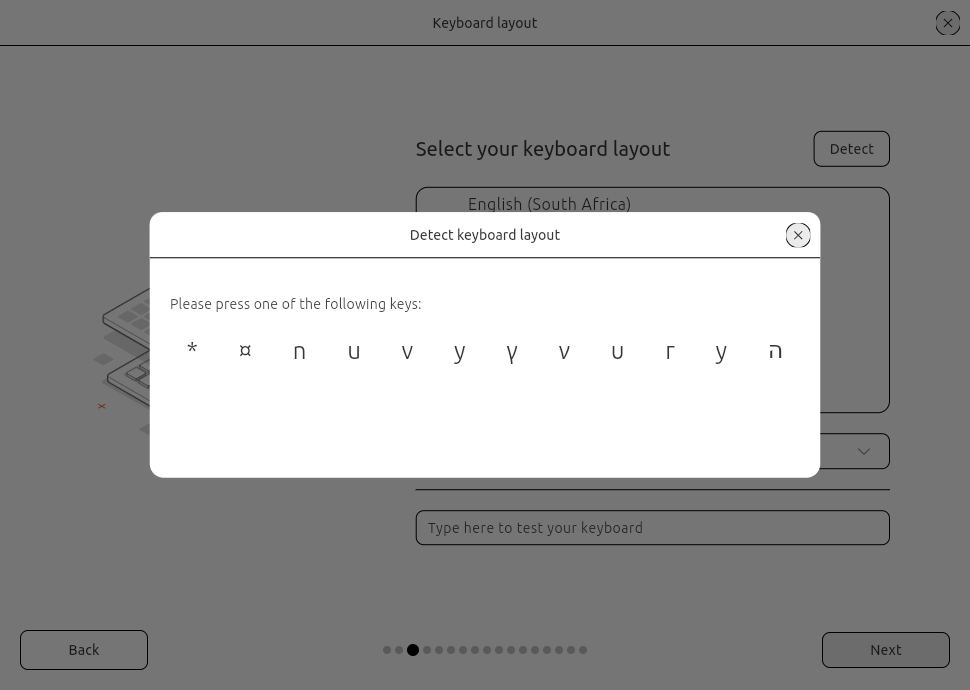 Keyboard layout
Select your keyboard layout
Detect
English (South Africa)
Detect keyboard layout
Please press one of the following keys:
* ¤ n u v y γ ν u r y ה
Type here to test your keyboard
Back
Next